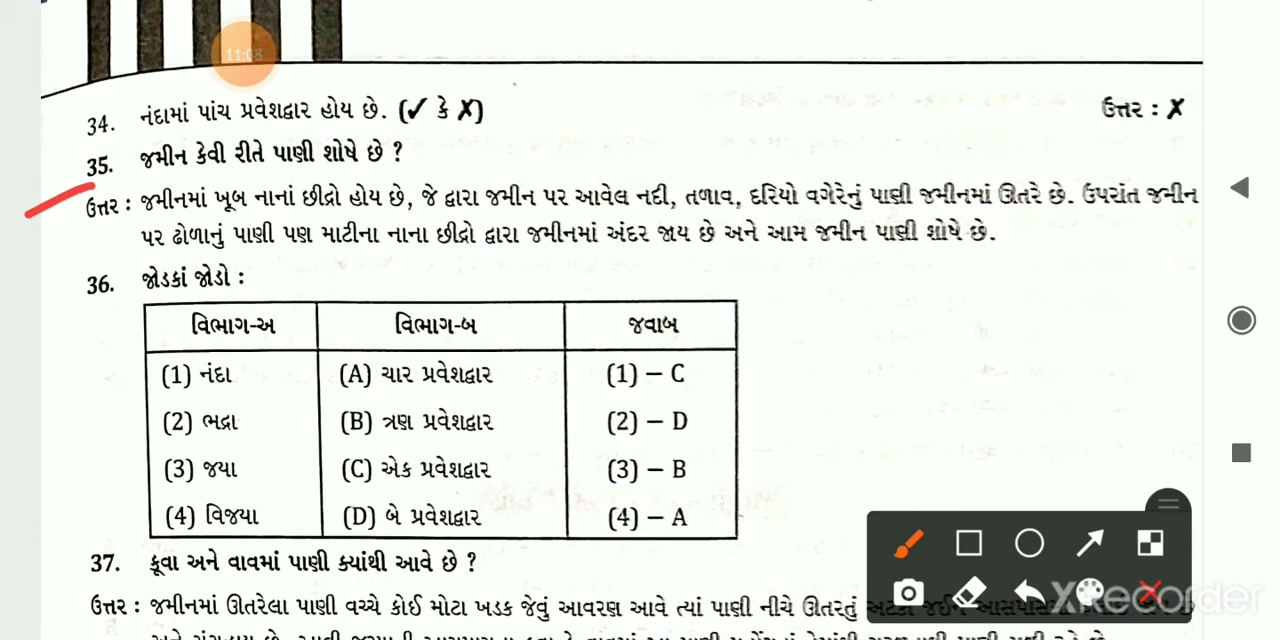 11:08
34. નંદામાં પાંચ પ્રવેશદ્વાર હોય છે. (✓ કે ✗) ઉત્તર : ✗
35. જમીન કેવી રીતે પાણી શોષે છે ?
ઉત્તર : જમીનમાં ખૂબ નાનાં છીદ્રો હોય છે, જે દ્વારા જમીન પર આવેલ નદી, તળાવ, દરિયો વગેરેનું પાણી જમીનમાં ઊતરે છે. ઉપરાંત જમીન
પર ઢોળાનું પાણી પણ માટીના નાના છીદ્રો દ્વારા જમીનમાં અંદર જાય છે અને આમ જમીન પાણી શોષે છે.
36. જોડકાં જોડો :
વિભાગ-અ વિભાગ-બ જવાબ
(1) નંદા (A) ચાર પ્રવેશદ્વાર (1) – C
(2) ભદ્રા (B) ત્રણ પ્રવેશદ્વાર (2) – D
(3) જયા (C) એક પ્રવેશદ્વાર (3) – B
(4) વિજયા (D) બે પ્રવેશદ્વાર (4) – A
37. કૂવા અને વાવમાં પાણી ક્યાંથી આવે છે ?
ઉત્તર : જમીનમાં ઊતરેલા પાણી વચ્ચે કોઈ મોટા ખડક જેવું આવરણ આવે ત્યાં પાણી નીચે ઊતરતું
XRecorder